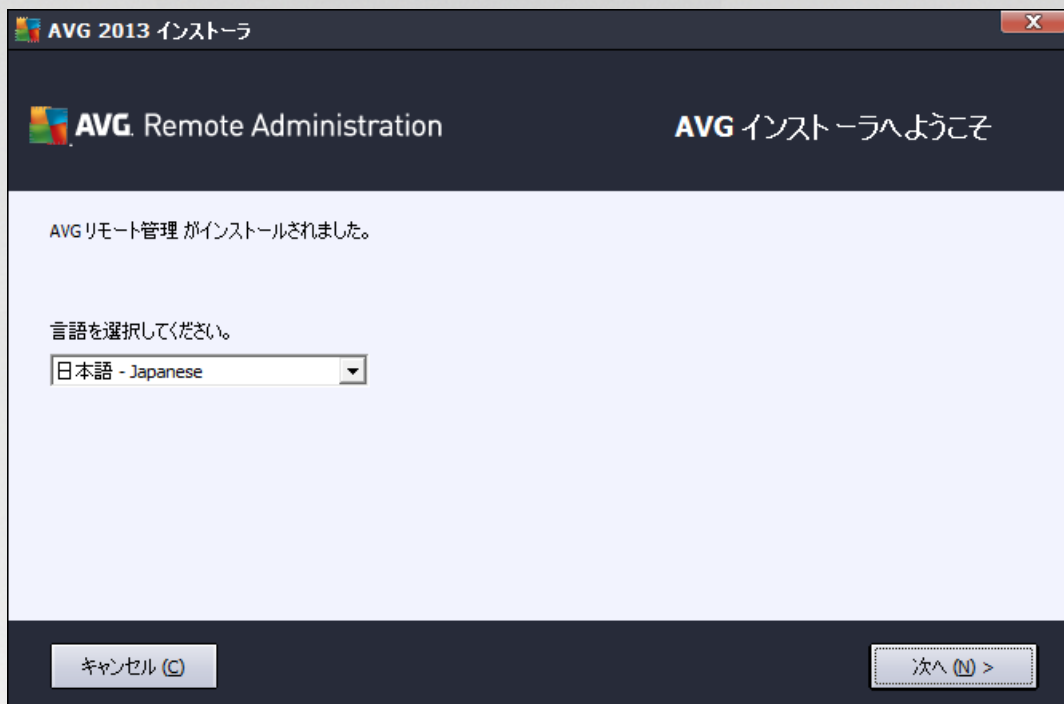 AVG 2013 インストーラ
AVG. Remote Administration
AVG インストーラへようこそ
AVG リモート管理 がインストールされました。
言語を選択してください。
日本語 - Japanese
キャンセル (C)
次へ (N) >